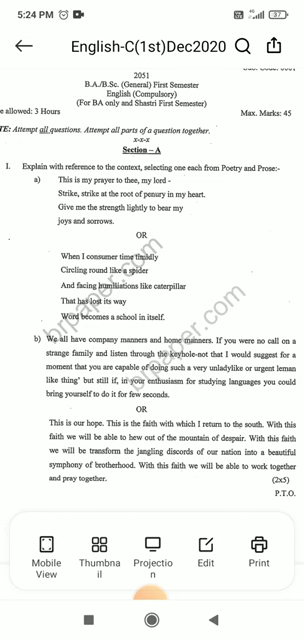 5:24 PM
37
English-C(1st)Dec2020
2051
B.A./B.Sc. (General) First Semester
English (Compulsory)
(For BA only and Shastri First Semester)
e allowed: 3 Hours Max. Marks: 45
TE: Attempt all questions. Attempt all parts of a question together.
x-x-x
Section – A
I. Explain with reference to the context, selecting one each from Poetry and Prose:-
a) This is my prayer to thee, my lord -
Strike, strike at the root of penury in my heart.
Give me the strength lightly to bear my
joys and sorrows.
OR
When I consumer time timidly
Circling round like a spider
And facing humiliations like caterpillar
That has lost its way
Word becomes a school in itself.
b) We all have company manners and home manners. If you were no call on a
strange family and listen through the keyhole-not that I would suggest for a
moment that you are capable of doing such a very unladylike or urgent leman
like thing' but still if, in your enthusiasm for studying languages you could
bring yourself to do it for few seconds.
OR
This is our hope. This is the faith with which I return to the south. With this
faith we will be able to hew out of the mountain of despair. With this faith
we will be able to transform the jangling discords of our nation into a beautiful
symphony of brotherhood. With this faith we will be able to work together
and pray together. (2x5)
P.T.O.
brpaper.com
brpaper.com
Mobile View
Thumbnail
Projection
Edit
Print